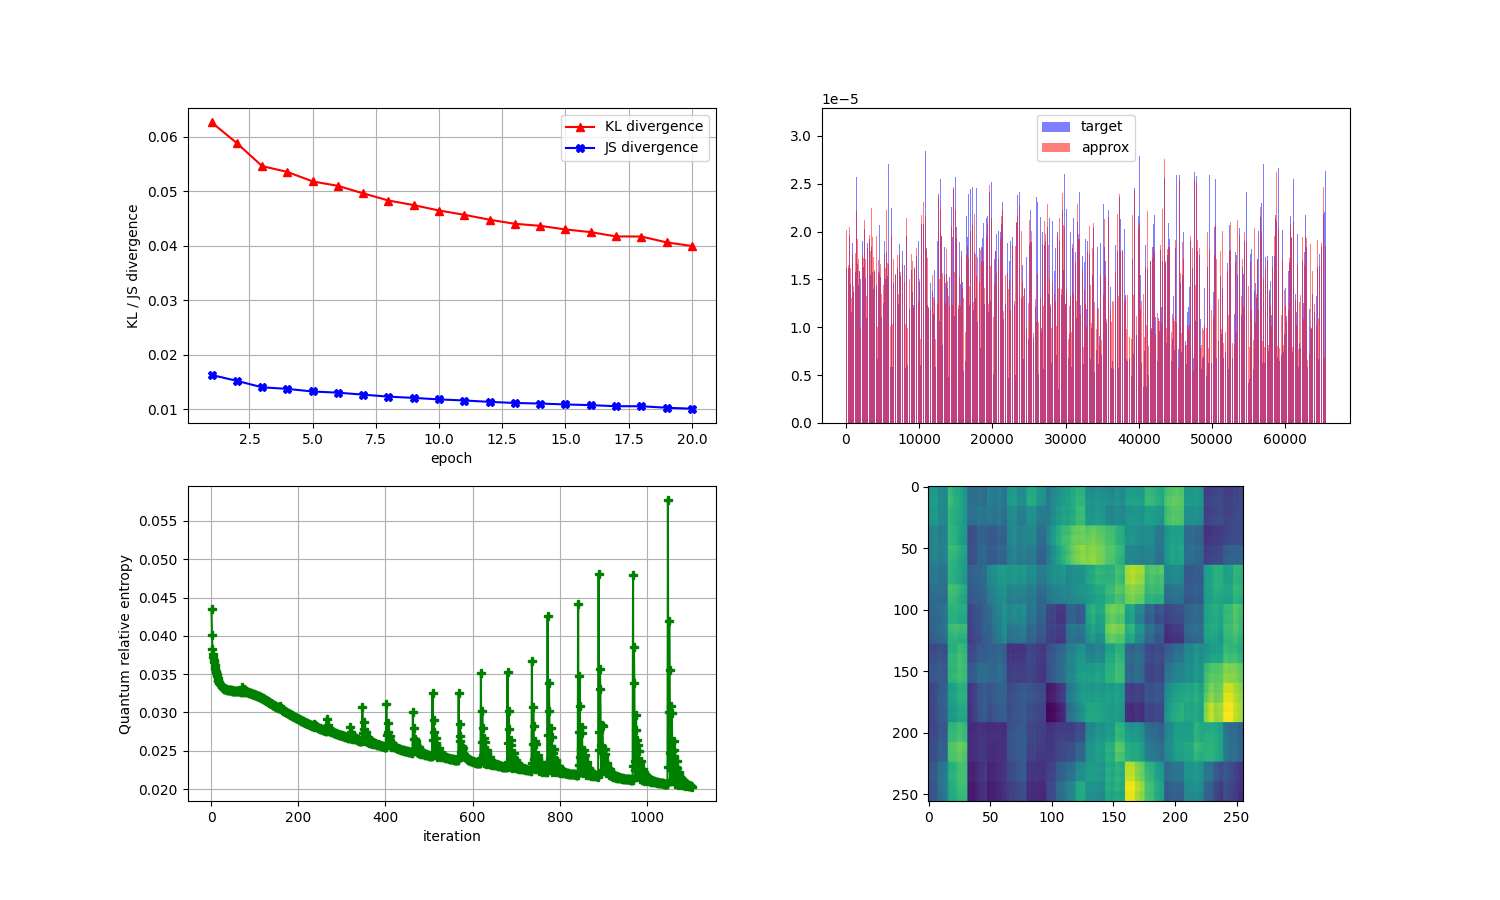 KL / JS divergence
0.06
0.05
0.04
0.03
0.02
0.01
KL divergence
JS divergence
2.5 5.0 7.5 10.0 12.5 15.0 17.5 20.0
epoch
1e−5
3.0
2.5
2.0
1.5
1.0
0.5
0.0
target
approx
0 10000 20000 30000 40000 50000 60000
Quantum relative entropy
0.055
0.050
0.045
0.040
0.035
0.030
0.025
0.020
0 200 400 600 800 1000
iteration
0
50
100
150
200
250
0 50 100 150 200 250